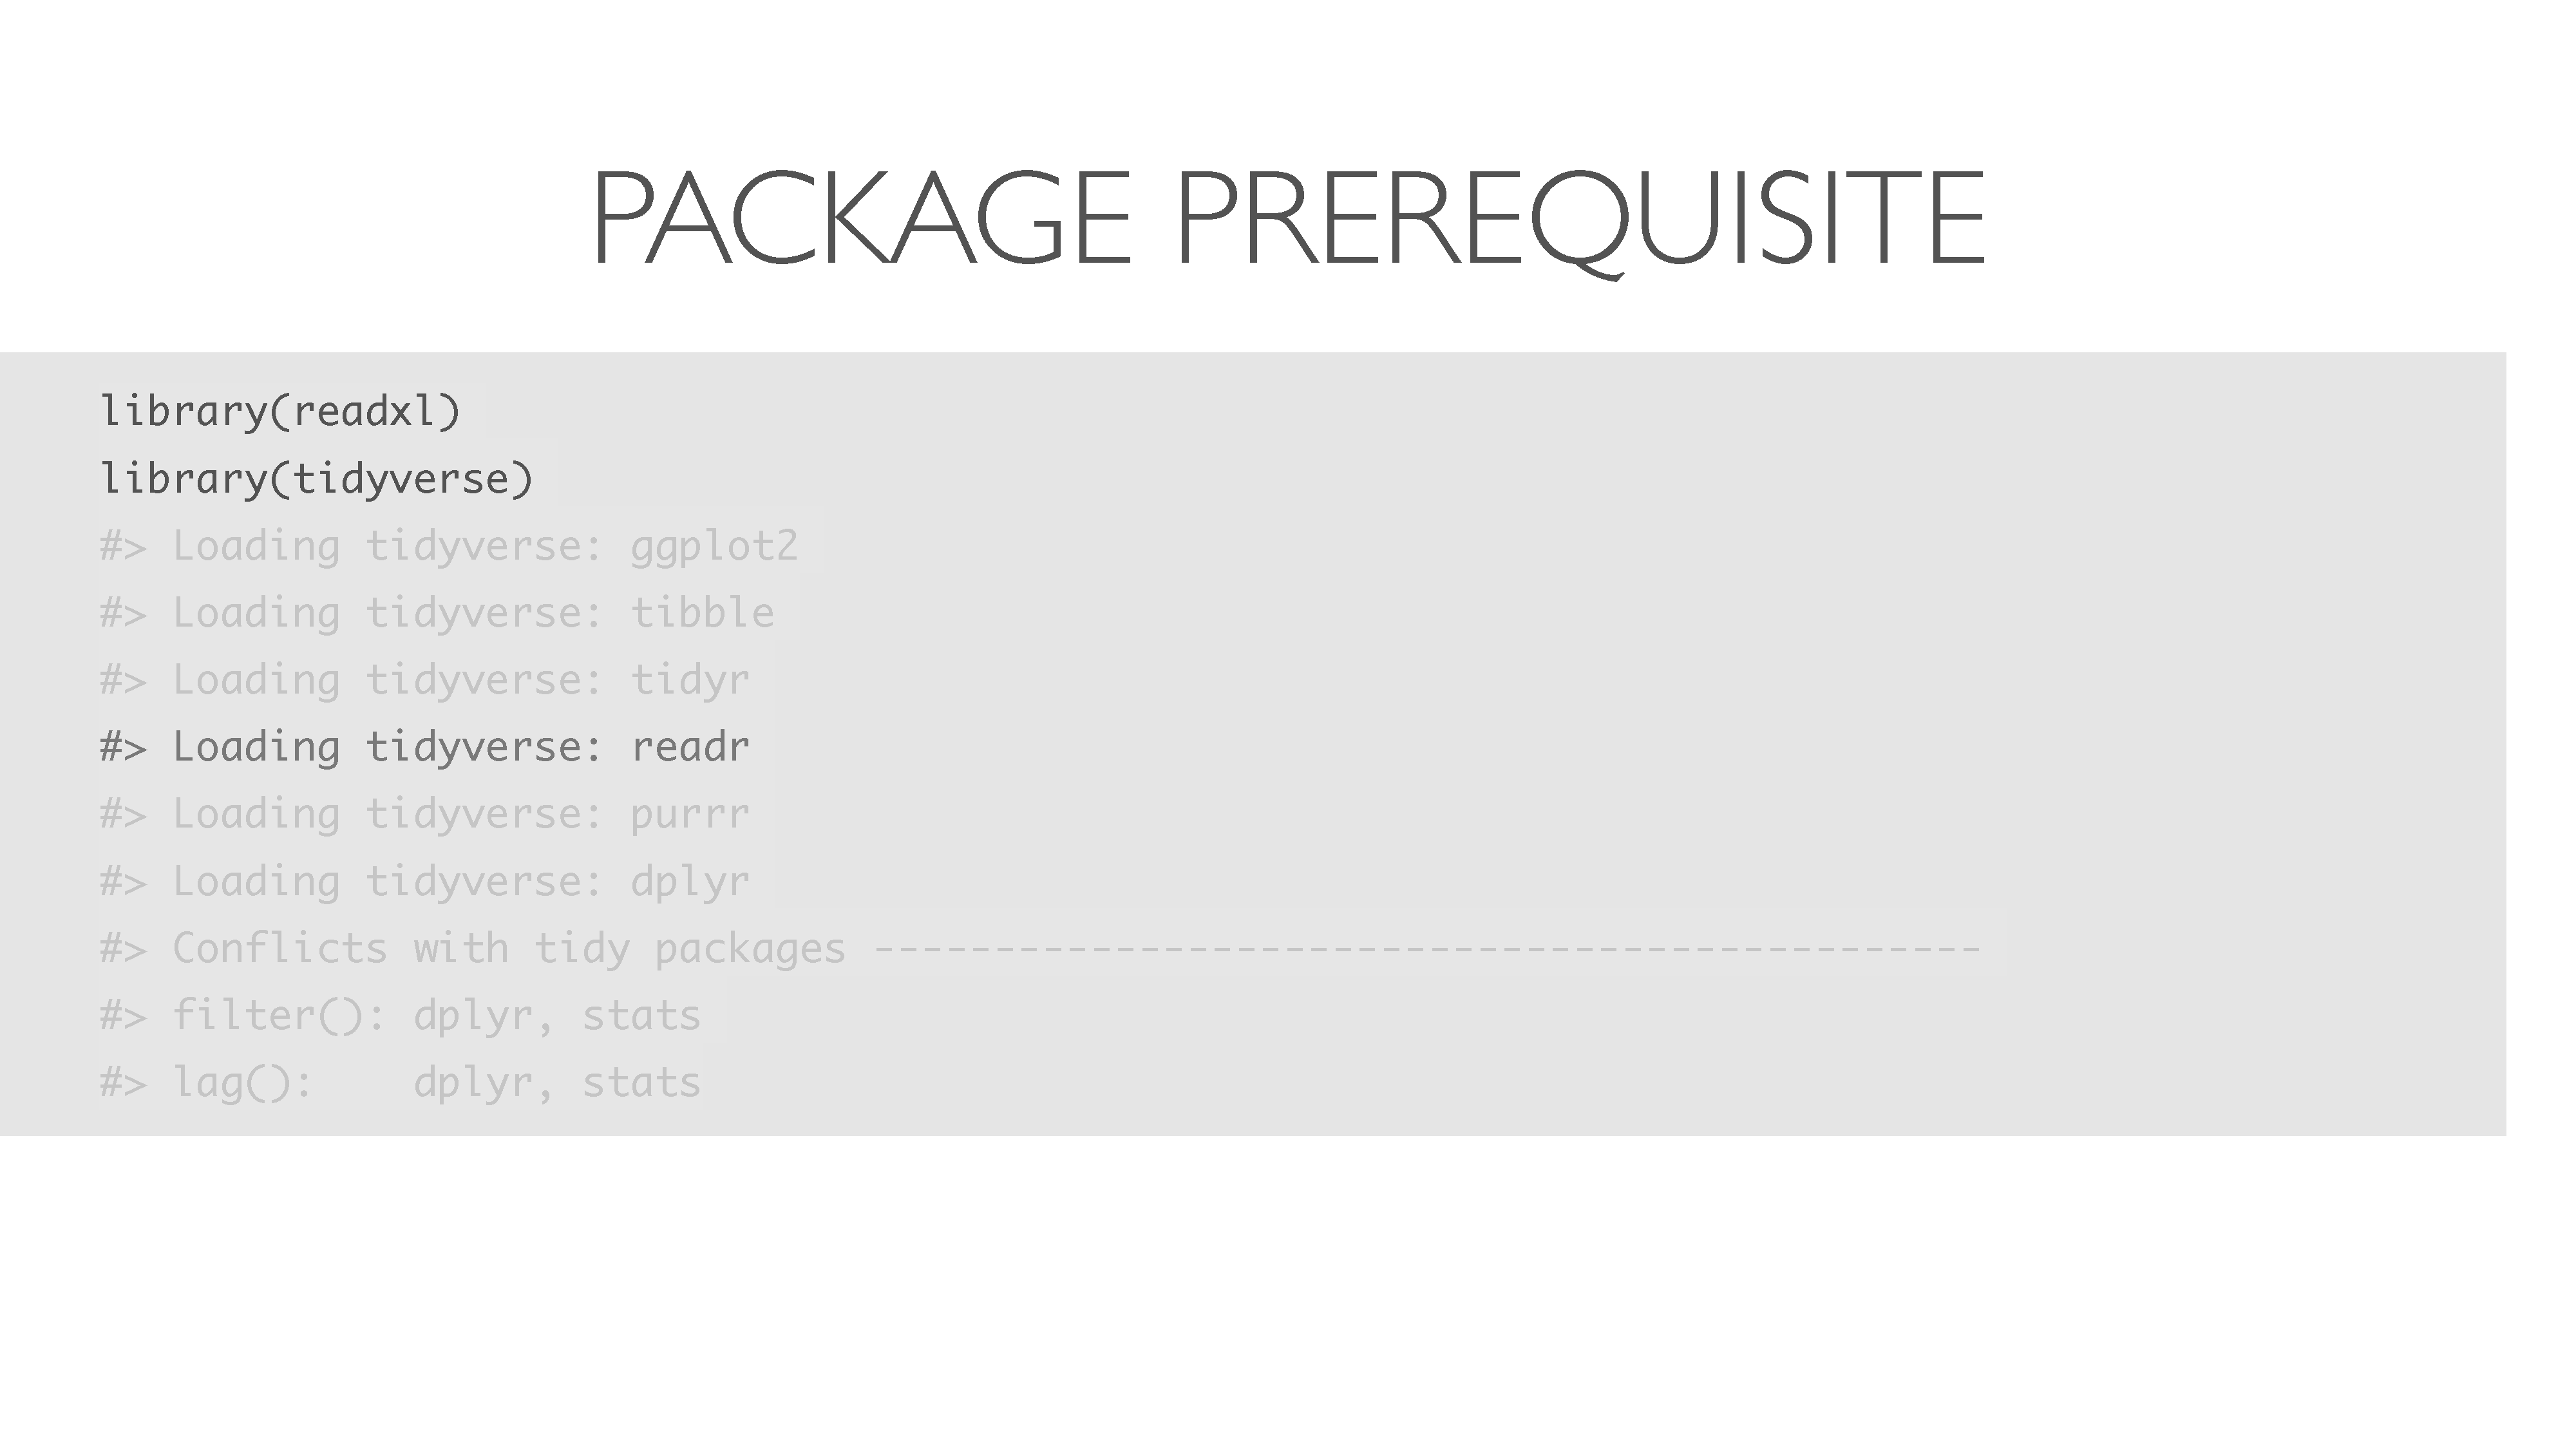 PACKAGE PREREQUISITE
library(readxl)
library(tidyverse)
#> Loading tidyverse: ggplot2
#> Loading tidyverse: tibble
#> Loading tidyverse: tidyr
#> Loading tidyverse: readr
#> Loading tidyverse: purrr
#> Loading tidyverse: dplyr
#> Conflicts with tidy packages ----------------------------------------------
#> filter(): dplyr, stats
#> lag():    dplyr, stats